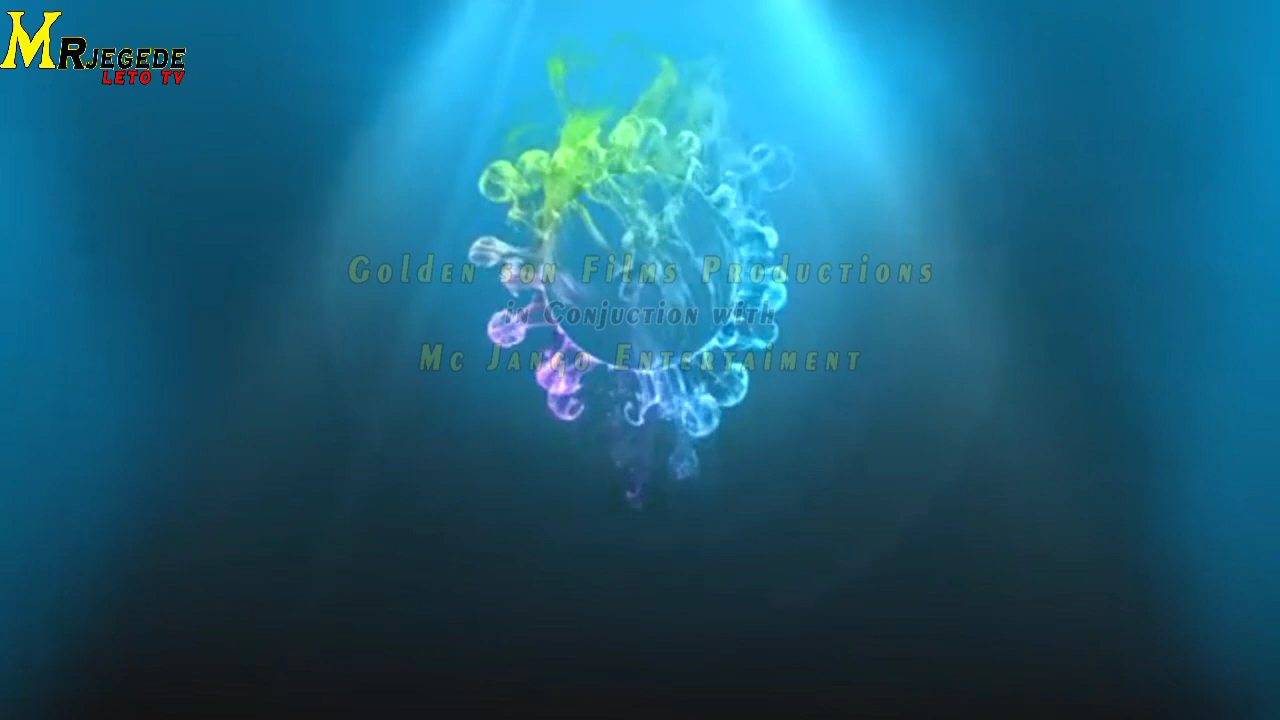 MRJEGEDE
LETO TV
Golden son Films Productions
in Conjuction with
Mc Jango Entertaiment